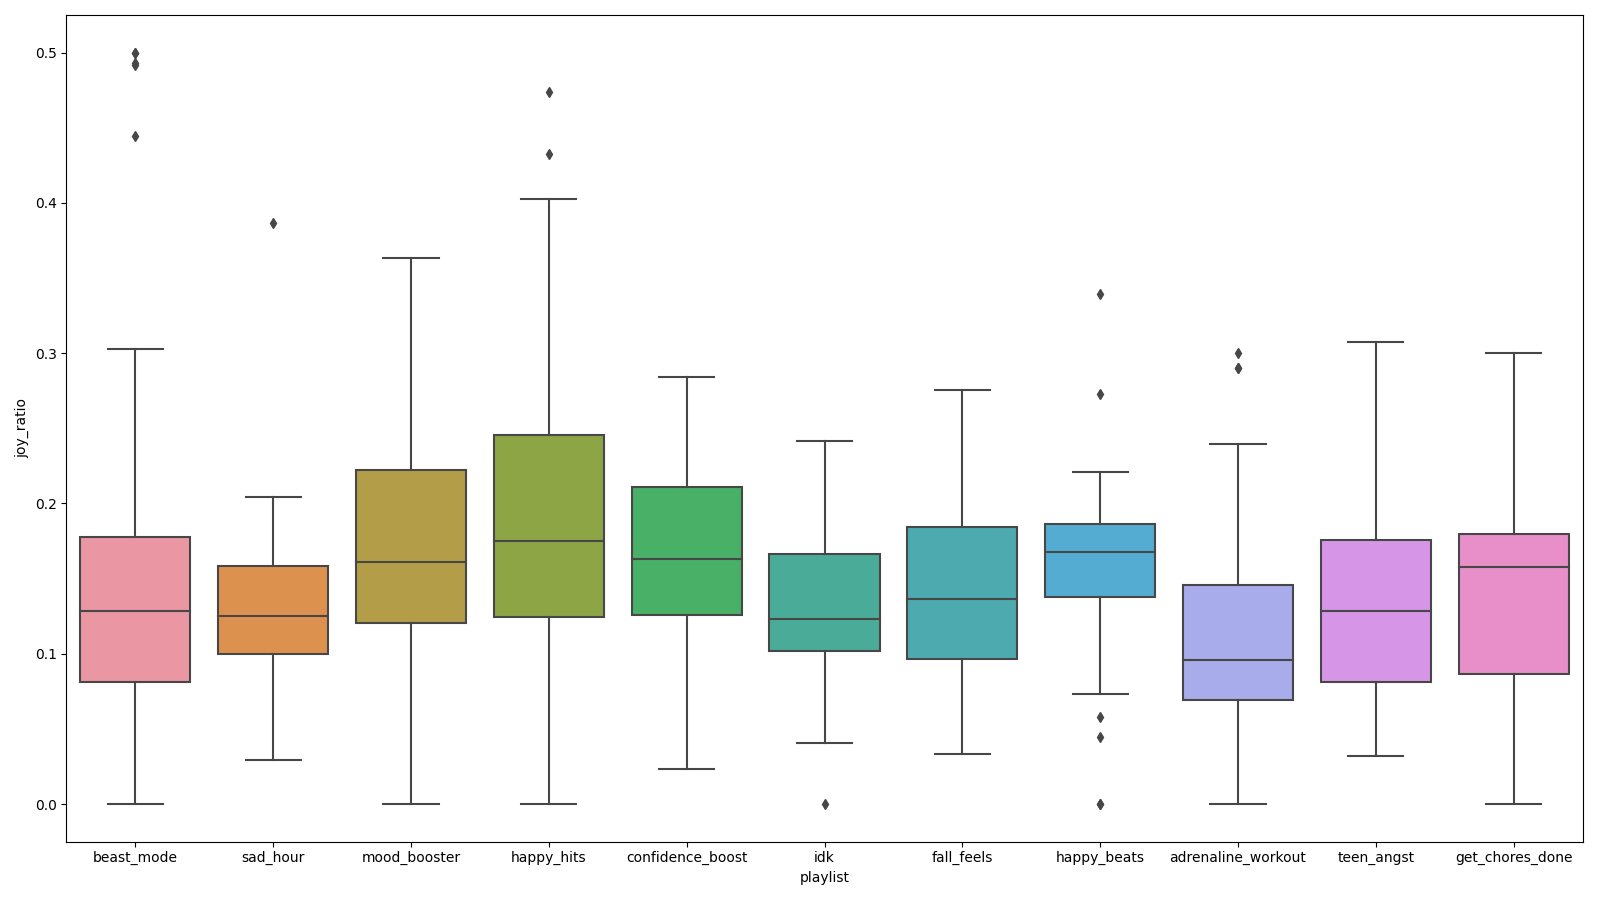 0.5
0.4
0.3
0.2
0.1
0.0
joy_ratio
beast_mode sad_hour mood_booster happy_hits confidence_boost idk fall_feels happy_beats adrenaline_workout teen_angst get_chores_done
playlist